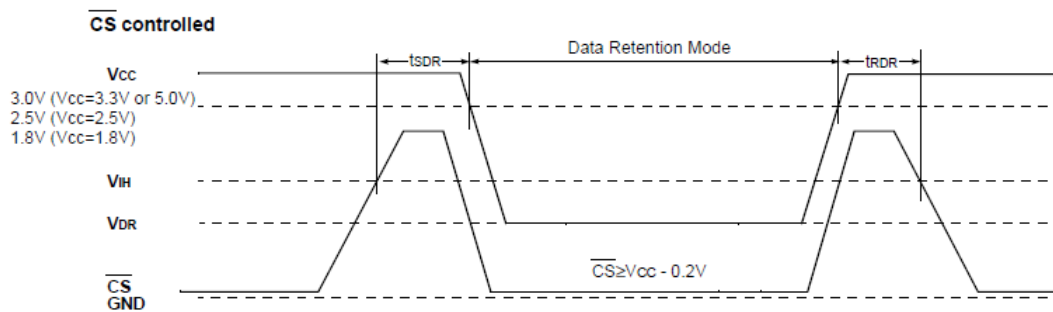 CS controlled
Data Retention Mode
tSDR
tRDR
VCC
3.0V (Vcc=3.3V or 5.0V)
2.5V (Vcc=2.5V)
1.8V (Vcc=1.8V)
VIH
VDR
CS≥Vcc - 0.2V
CS
GND